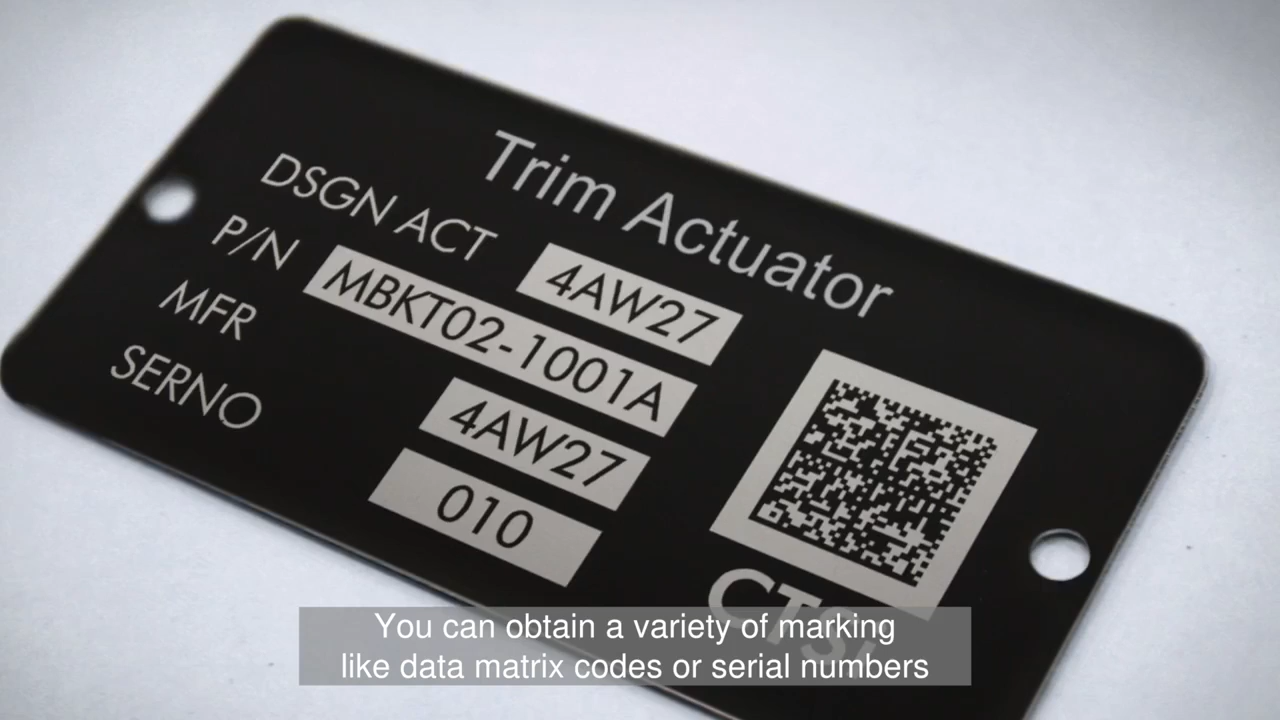 Trim Actuator
DSGN ACT 4AW27
P/N MBKT02-1001A
MFR 4AW27
SERNO 010
CTSi
You can obtain a variety of marking
like data matrix codes or serial numbers